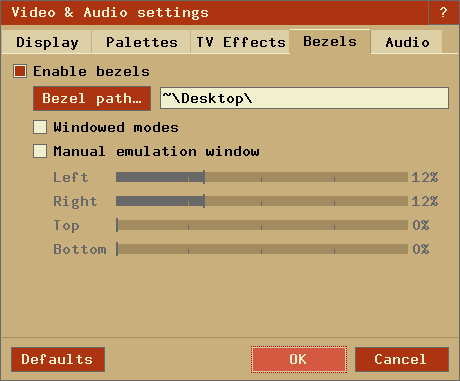 Video & Audio settings ?
Display Palettes TV Effects Bezels Audio
Enable bezels
Bezel path… ~\Desktop\
Windowed modes
Manual emulation window
Left 12%
Right 12%
Top 0%
Bottom 0%
Defaults OK Cancel